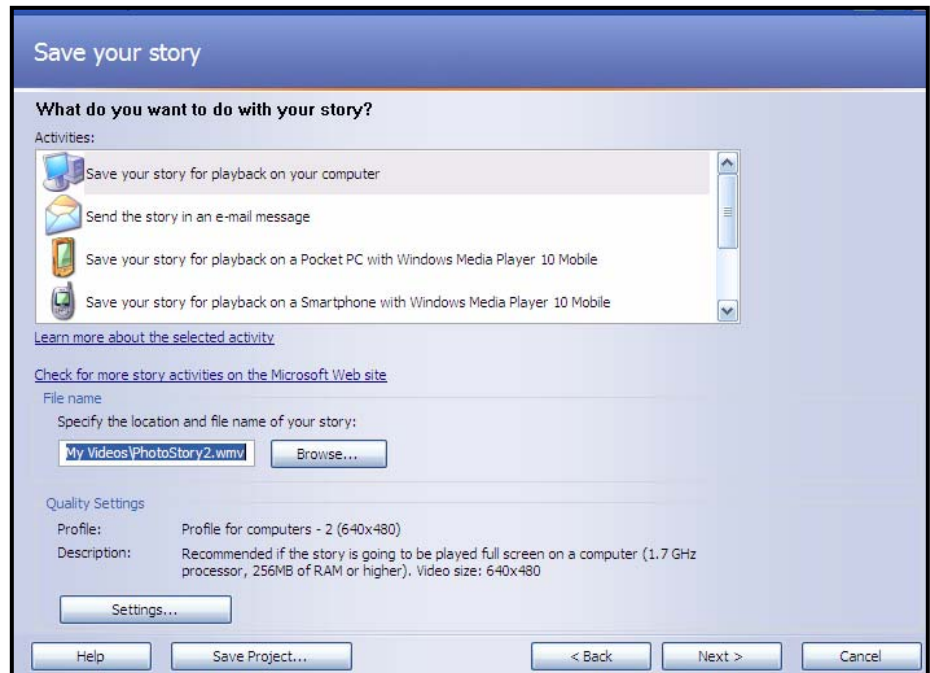 Save your story
What do you want to do with your story?
Activities:
Save your story for playback on your computer
Send the story in an e-mail message
Save your story for playback on a Pocket PC with Windows Media Player 10 Mobile
Save your story for playback on a Smartphone with Windows Media Player 10 Mobile
Learn more about the selected activity
Check for more story activities on the Microsoft Web site
File name
Specify the location and file name of your story:
My Videos\PhotoStory2.wmv Browse...
Quality Settings
Profile: Profile for computers - 2 (640x480)
Description: Recommended if the story is going to be played full screen on a computer (1.7 GHz
processor, 256MB of RAM or higher). Video size: 640x480
Settings...
Help Save Project... < Back Next > Cancel